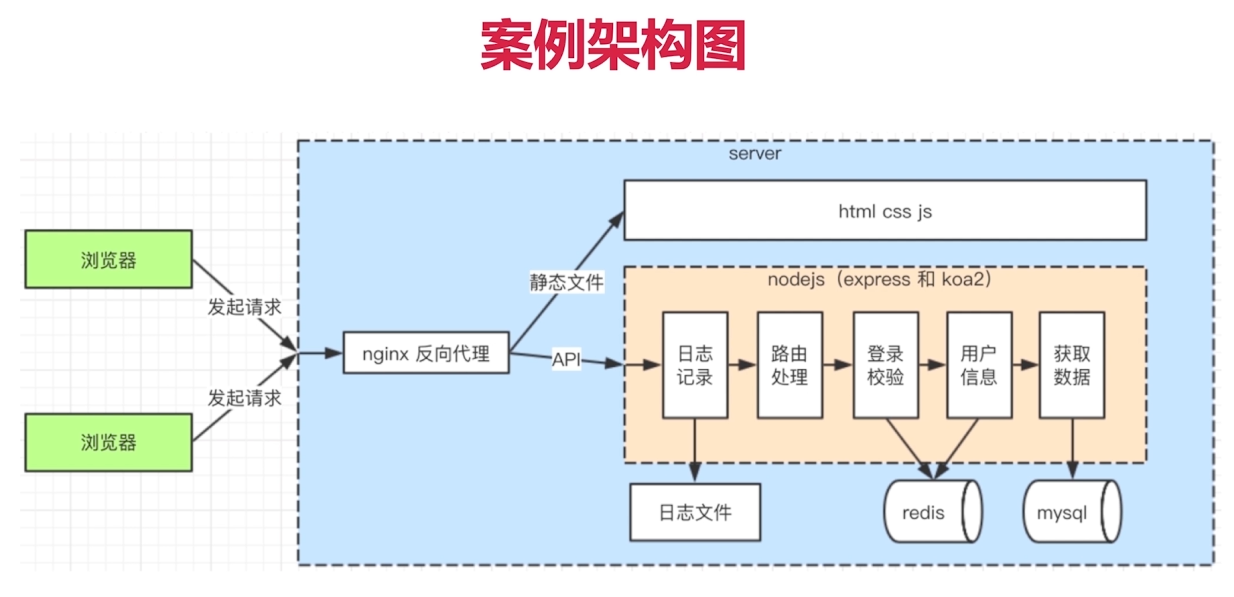 案例架构图
server
html css js
浏览器
发起请求
静态文件
nodejs（express 和 koa2）
nginx 反向代理
API
日志
记录
路由
处理
登录
校验
用户
信息
获取
数据
发起请求
浏览器
日志文件
redis
mysql